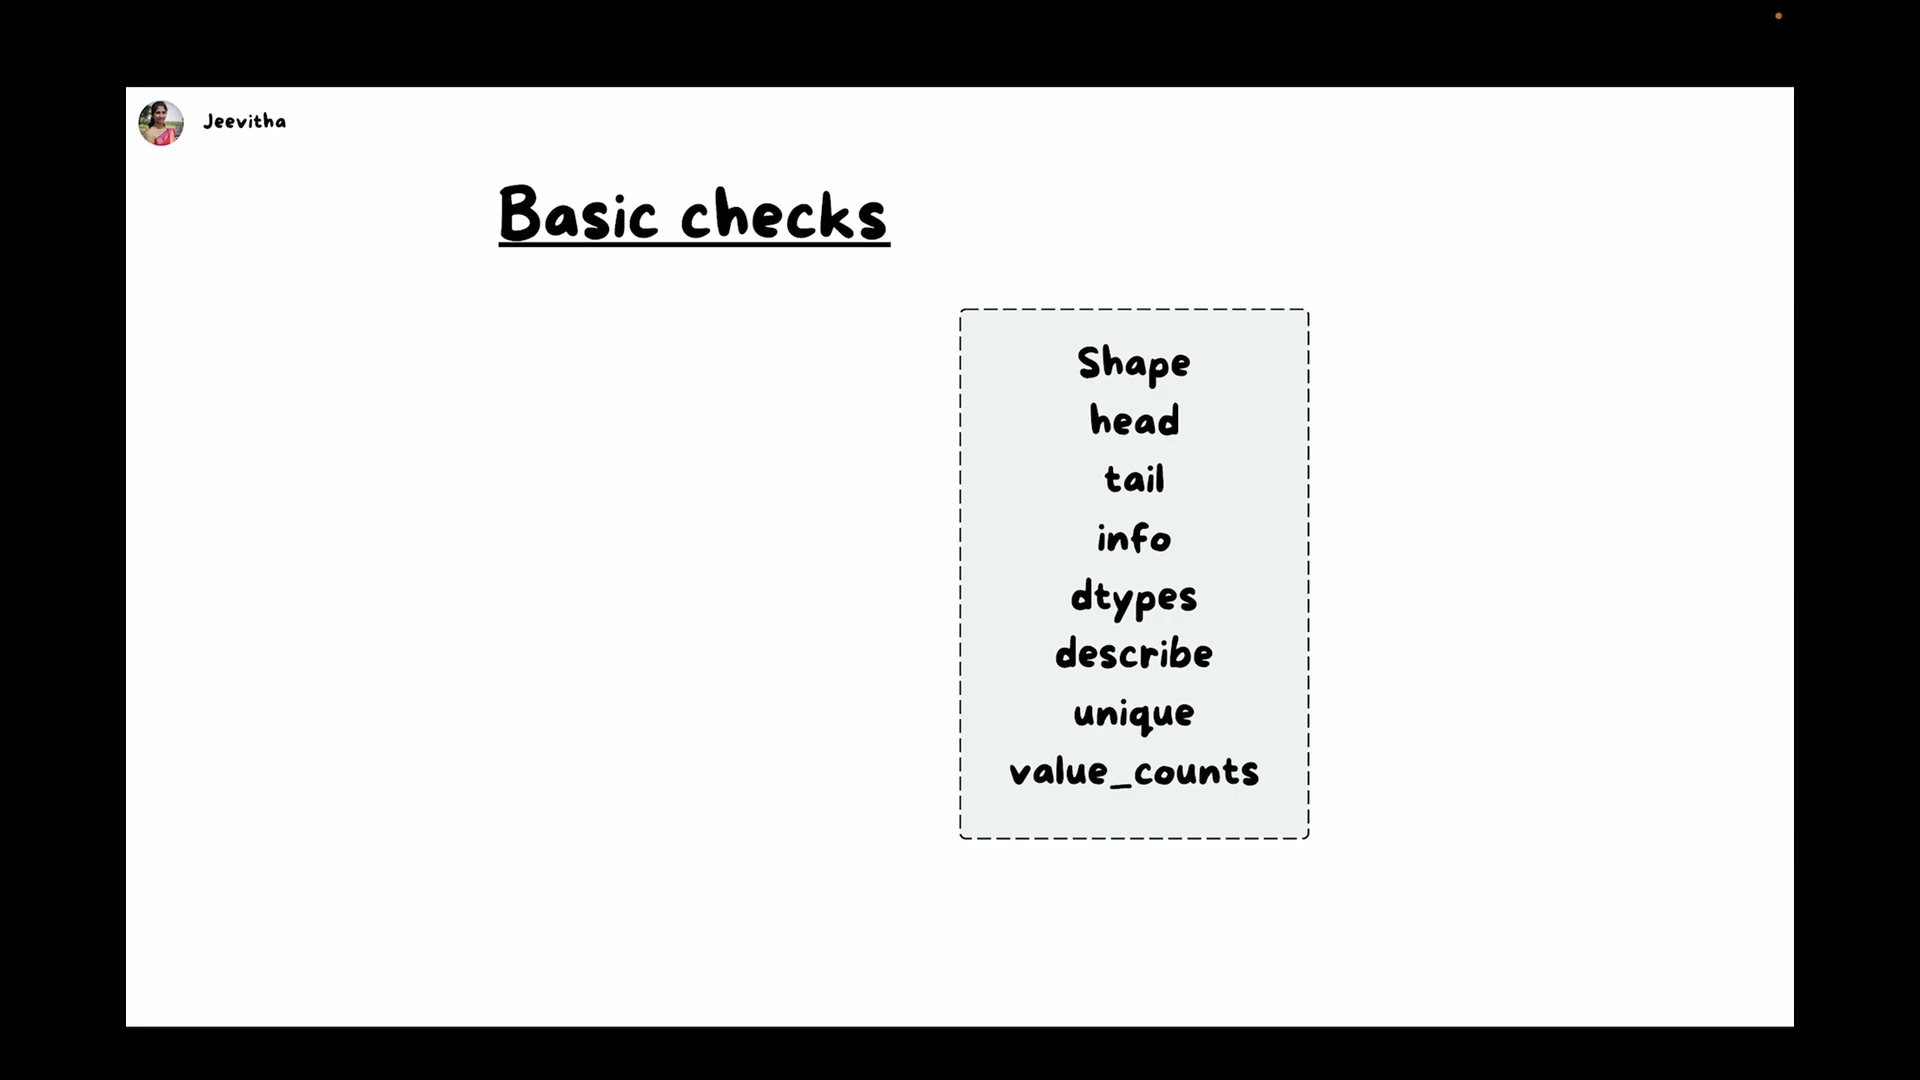 Jeevitha
Basic checks
Shape
head
tail
info
dtypes
describe
unique
value_counts